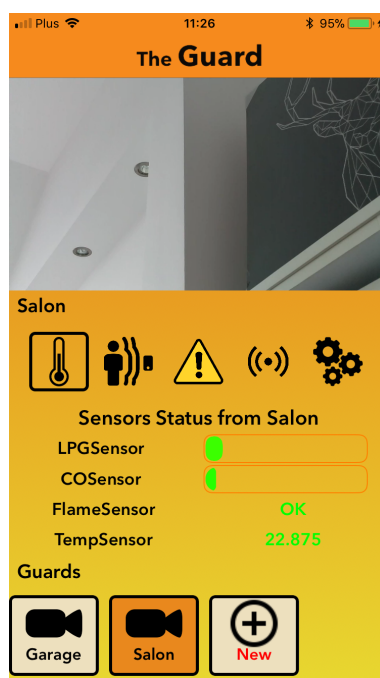 Plus 11:26 95%
The Guard
Salon
Sensors Status from Salon
LPGSensor
COSensor
FlameSensor OK
TempSensor 22.875
Guards
Garage Salon New